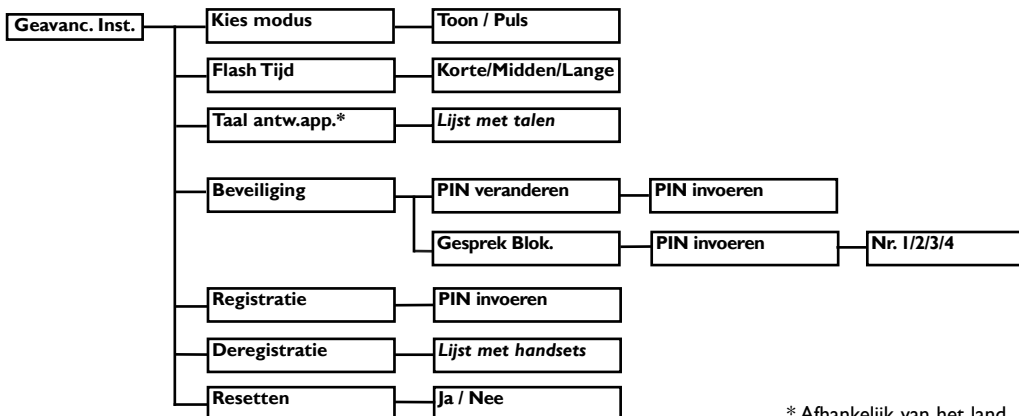 Geavanc. Inst.
Kies modus
Toon / Puls
Flash Tijd
Korte/Midden/Lange
Taal antw.app.*
Lijst met talen
Beveiliging
PIN veranderen
PIN invoeren
Gesprek Blok.
PIN invoeren
Nr. 1/2/3/4
Registratie
PIN invoeren
Deregistratie
Lijst met handsets
Resetten
Ja / Nee
* Afhankelijk van het land